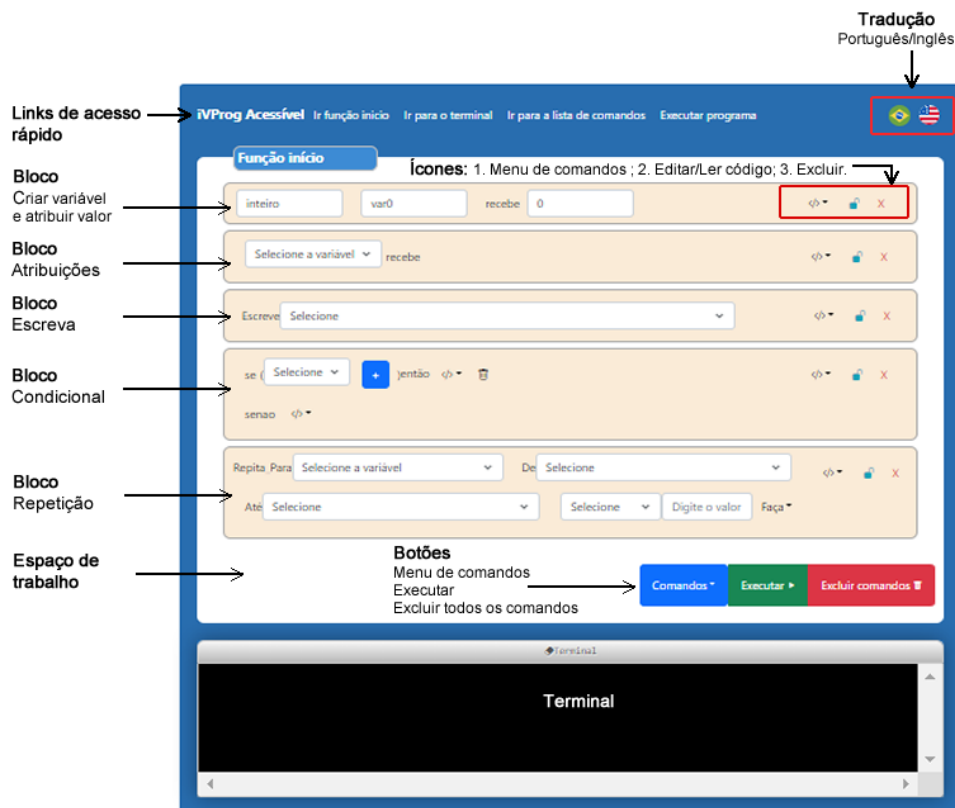 Tradução
Português/Inglês
Links de acesso
rápido
iVProg Acessível Ir função inicio Ir para o terminal Ir para a lista de comandos Executar programa
Função início
Ícones: 1. Menu de comandos ; 2. Editar/Ler código; 3. Excluir.
Bloco
Criar variável
e atribuir valor
inteiro var0 recebe 0 </> X
Bloco
Atribuições
Selecione a variável recebe </> X
Bloco
Escreva
Escreve Selecione </> X
Bloco
Condicional
se ( Selecione + )então </> </> X
senao </>
Bloco
Repetição
Repita_Para Selecione a variável De Selecione </> X
Até Selecione Selecione Digite o valor Faça
Espaço de
trabalho
Botões
Menu de comandos
Executar
Excluir todos os comandos
Comandos Executar Excluir comandos
Terminal
Terminal